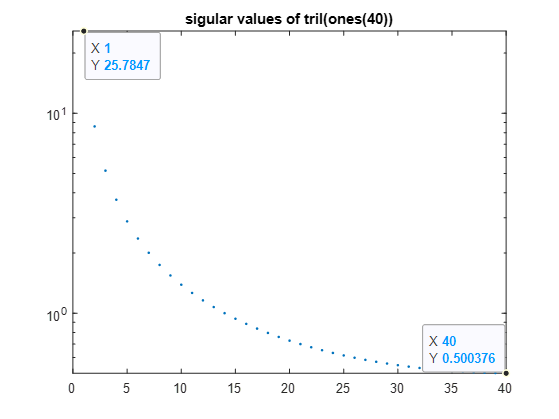 sigular values of tril(ones(40))
X 1
Y 25.7847
10^1
10^0
X 40
Y 0.500376
0 5 10 15 20 25 30 35 40